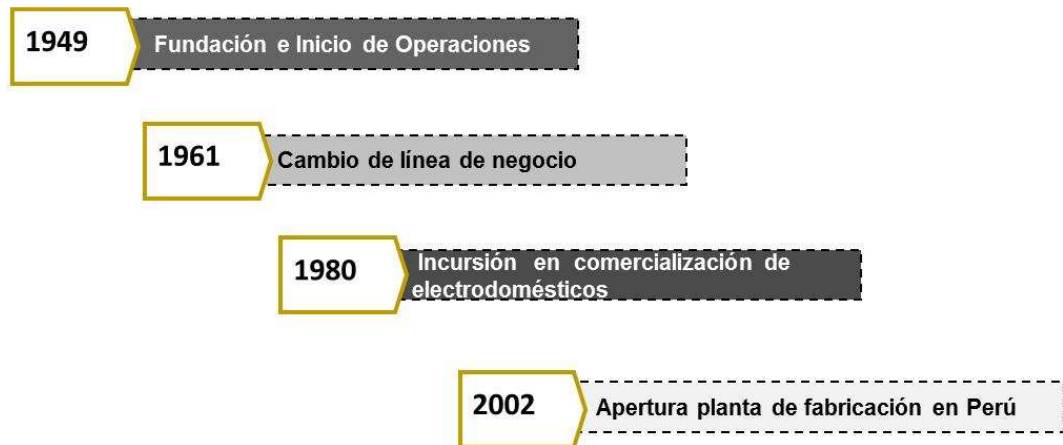 1949
Fundación e Inicio de Operaciones
1961
Cambio de línea de negocio
1980
Incursión en comercialización de
electrodomésticos
2002
Apertura planta de fabricación en Perú